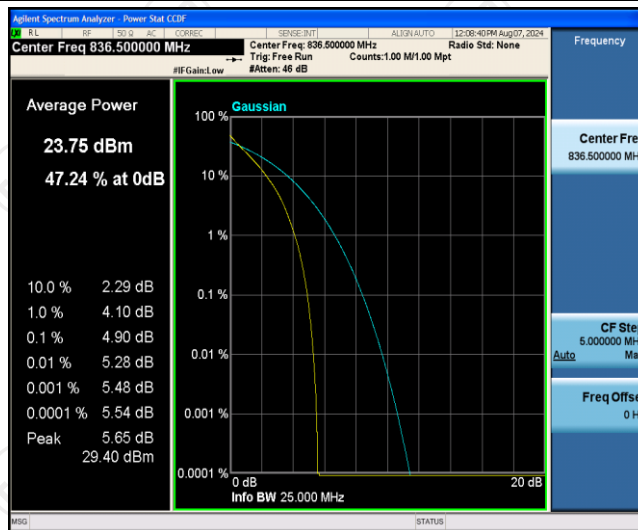 Agilent Spectrum Analyzer - Power Stat CCDF
RL RF 50 Ω AC CORREC SENSE:INT ALIGN AUTO 12:08:40 PM Aug 07, 2024
Center Freq 836.500000 MHz
Center Freq: 836.500000 MHz Radio Std: None
Trig: Free Run Counts:1.00 M/1.00 Mpt
#IFGain:Low #Atten: 46 dB
Frequency
Average Power
23.75 dBm
47.24 % at 0dB
10.0 % 2.29 dB
1.0 % 4.10 dB
0.1 % 4.90 dB
0.01 % 5.28 dB
0.001 % 5.48 dB
0.0001 % 5.54 dB
Peak 5.65 dB
29.40 dBm
Gaussian
100 %
10 %
1 %
0.1 %
0.01 %
0.001 %
0.0001 %
0 dB 20 dB
Info BW 25.000 MHz
Center Fre
836.500000 MH
CF Ste
5.000000 MH
Auto Ma
Freq Offse
0 H
MSG STATUS